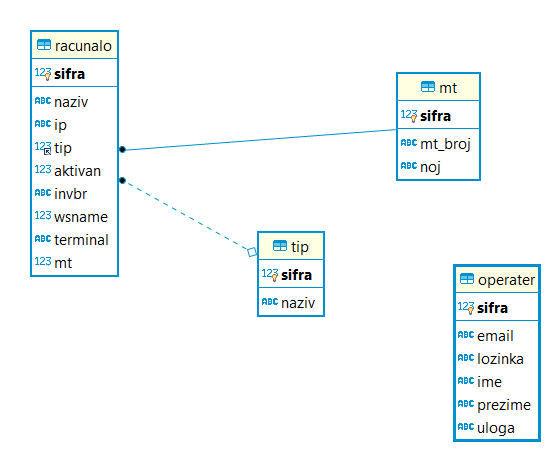 racunalo
123 sifra
ABC naziv
ABC ip
123 tip
123 aktivan
ABC invbr
123 wsname
ABC terminal
123 mt
mt
123 sifra
ABC mt_broj
ABC noj
tip
123 sifra
ABC naziv
operater
123 sifra
ABC email
ABC lozinka
ABC ime
ABC prezime
ABC uloga